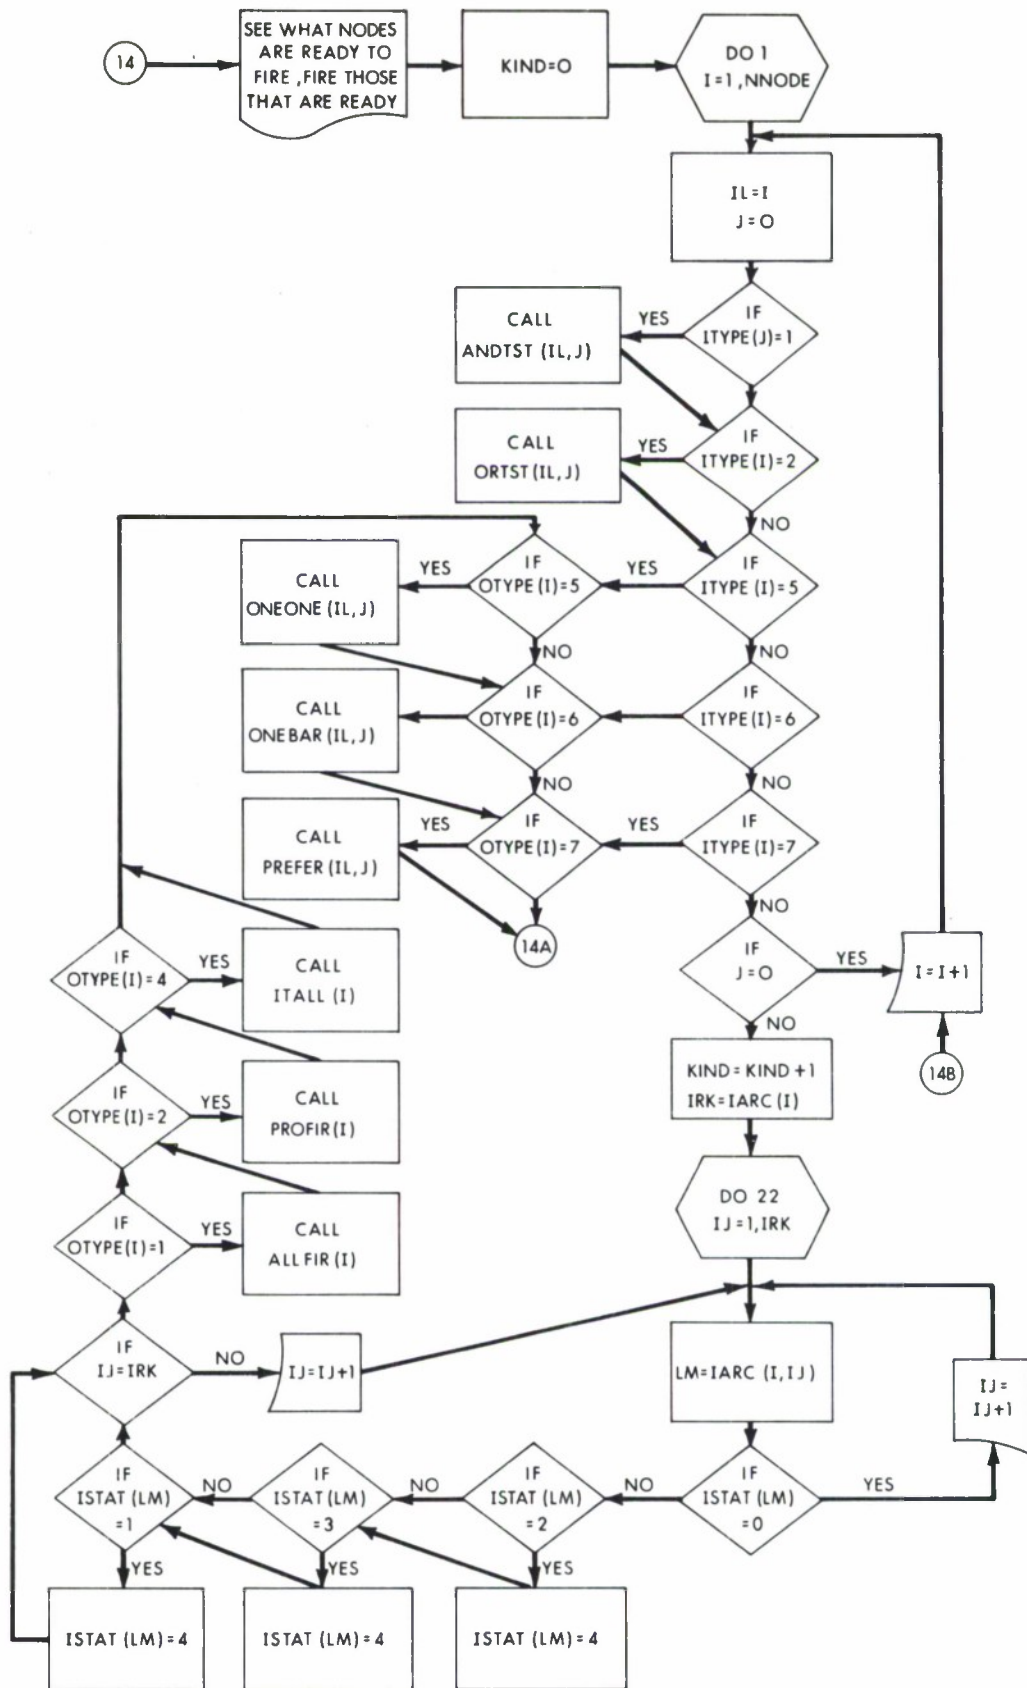 14
SEE WHAT NODES
ARE READY TO
FIRE ,FIRE THOSE
THAT ARE READY
KIND=O
DO 1
I=1,NNODE
IL=I
J=O
IF
ITYPE(J)=1
YES
CALL
ANDTST (IL,J)
IF
ITYPE(I)=2
YES
CALL
ORTST(IL,J)
NO
IF
ITYPE(I)=5
YES
IF
OTYPE(I)=5
YES
CALL
ONEONE(IL,J)
NO
NO
IF
ITYPE(I)=6
IF
OTYPE(I)=6
CALL
ONEBAR(IL,J)
NO
NO
IF
ITYPE(I)=7
YES
IF
OTYPE(I)=7
YES
CALL
PREFER(IL,J)
14A
NO
IF
J=O
YES
I=I+1
14B
NO
KIND=KIND+1
IRK=IARC(I)
DO 22
IJ=1,IRK
LM=IARC(I,IJ)
IF
ISTAT(LM)
=0
YES
IJ=
IJ+1
NO
IF
ISTAT(LM)
=2
YES
ISTAT(LM)=4
NO
IF
ISTAT(LM)
=3
YES
ISTAT(LM)=4
NO
IF
ISTAT(LM)
=1
YES
ISTAT(LM)=4
IF
IJ=IRK
NO
IJ=IJ+1
IF
OTYPE(I)=1
YES
CALL
ALLFIR(I)
IF
OTYPE(I)=2
YES
CALL
PROFIR(I)
IF
OTYPE(I)=4
YES
CALL
ITALL(I)